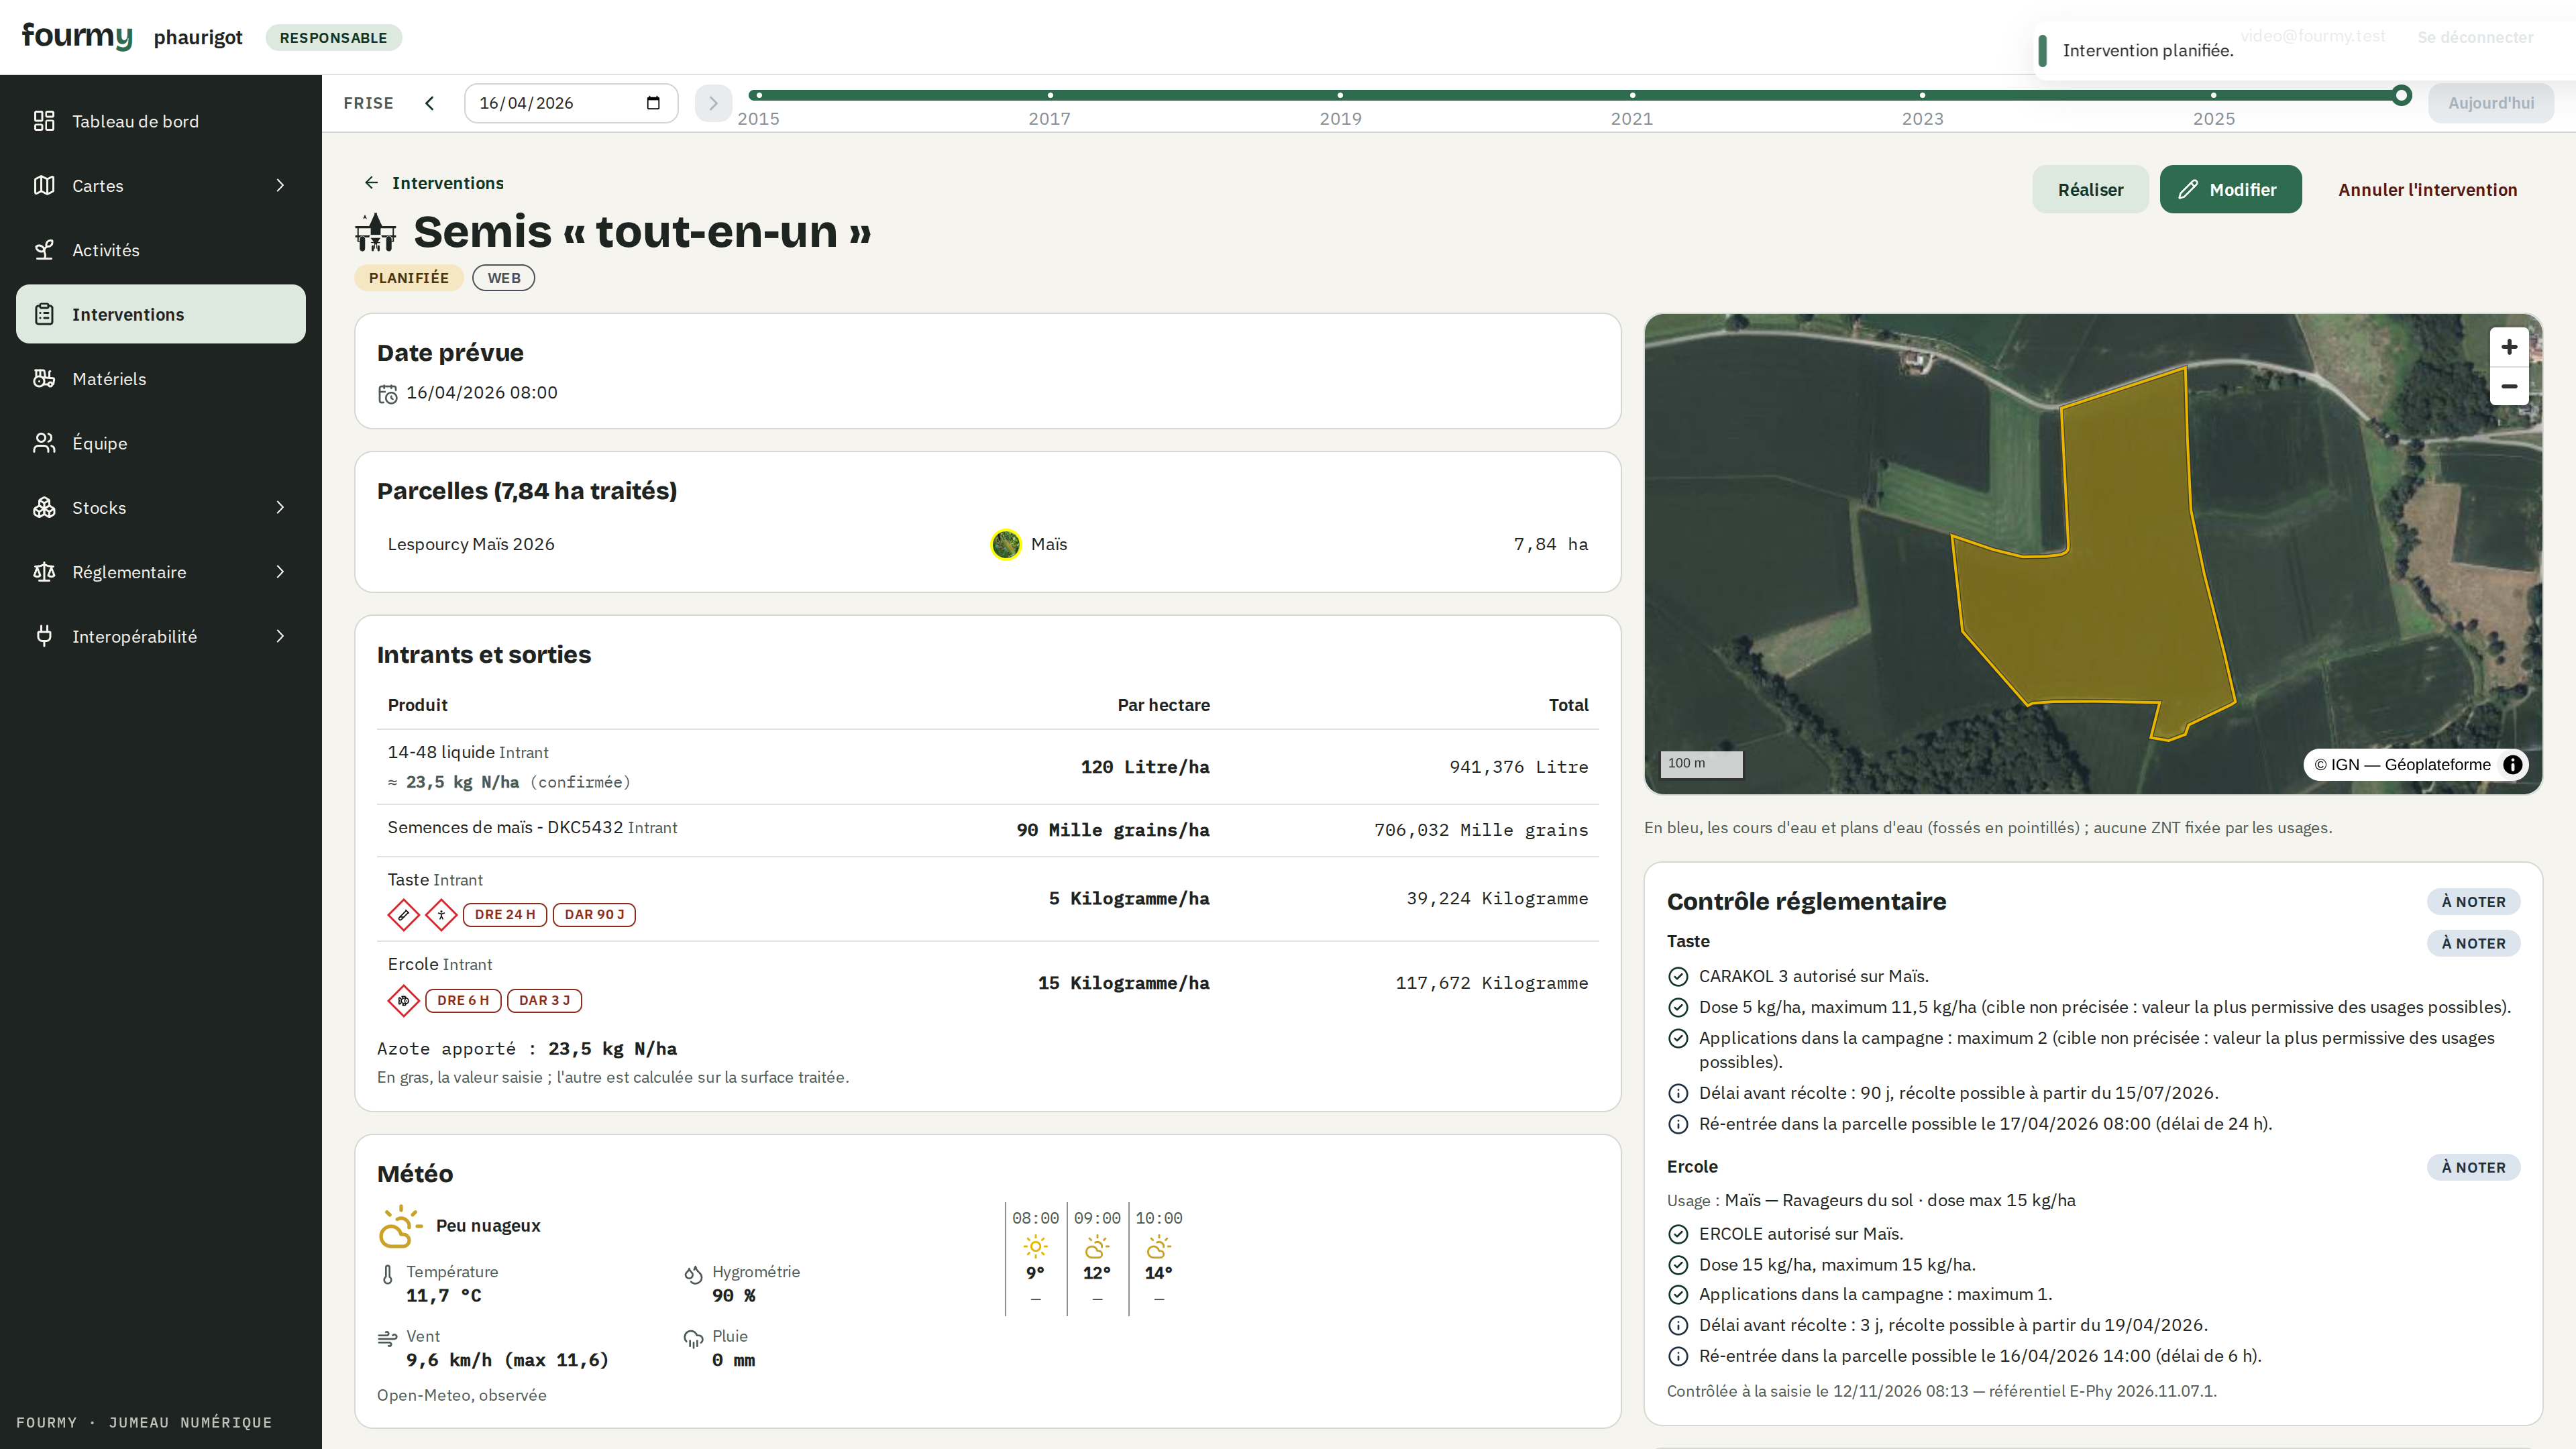 fourmy phaurigot RESPONSABLE
Intervention planifiée.
video@fourmy.test Se déconnecter
FRISE 16/04/2026 2015 2017 2019 2021 2023 2025 Aujourd'hui
Tableau de bord
Cartes
Activités
Interventions
Matériels
Équipe
Stocks
Réglementaire
Interopérabilité
FOURMY · JUMEAU NUMÉRIQUE
Interventions
Réaliser Modifier Annuler l'intervention
Semis « tout-en-un »
PLANIFIÉE WEB
Date prévue
16/04/2026 08:00
Parcelles (7,84 ha traités)
Lespourcy Maïs 2026 Maïs 7,84 ha
Intrants et sorties
Produit Par hectare Total
14-48 liquide Intrant 120 Litre/ha 941,376 Litre
≈ 23,5 kg N/ha (confirmée)
Semences de maïs - DKC5432 Intrant 90 Mille grains/ha 706,032 Mille grains
Taste Intrant 5 Kilogramme/ha 39,224 Kilogramme
DRE 24 H DAR 90 J
Ercole Intrant 15 Kilogramme/ha 117,672 Kilogramme
DRE 6 H DAR 3 J
Azote apporté : 23,5 kg N/ha
En gras, la valeur saisie ; l'autre est calculée sur la surface traitée.
Météo
Peu nuageux
Température
11,7 °C
Hygrométrie
90 %
Vent
9,6 km/h (max 11,6)
Pluie
0 mm
08:00 09:00 10:00
9° 12° 14°
– – –
Open-Meteo, observée
100 m
© IGN — Géoplateforme
En bleu, les cours d'eau et plans d'eau (fossés en pointillés) ; aucune ZNT fixée par les usages.
Contrôle réglementaire À NOTER
Taste À NOTER
CARAKOL 3 autorisé sur Maïs.
Dose 5 kg/ha, maximum 11,5 kg/ha (cible non précisée : valeur la plus permissive des usages possibles).
Applications dans la campagne : maximum 2 (cible non précisée : valeur la plus permissive des usages
possibles).
Délai avant récolte : 90 j, récolte possible à partir du 15/07/2026.
Ré-entrée dans la parcelle possible le 17/04/2026 08:00 (délai de 24 h).
Ercole À NOTER
Usage : Maïs — Ravageurs du sol · dose max 15 kg/ha
ERCOLE autorisé sur Maïs.
Dose 15 kg/ha, maximum 15 kg/ha.
Applications dans la campagne : maximum 1.
Délai avant récolte : 3 j, récolte possible à partir du 19/04/2026.
Ré-entrée dans la parcelle possible le 16/04/2026 14:00 (délai de 6 h).
Contrôlée à la saisie le 12/11/2026 08:13 — référentiel E-Phy 2026.11.07.1.